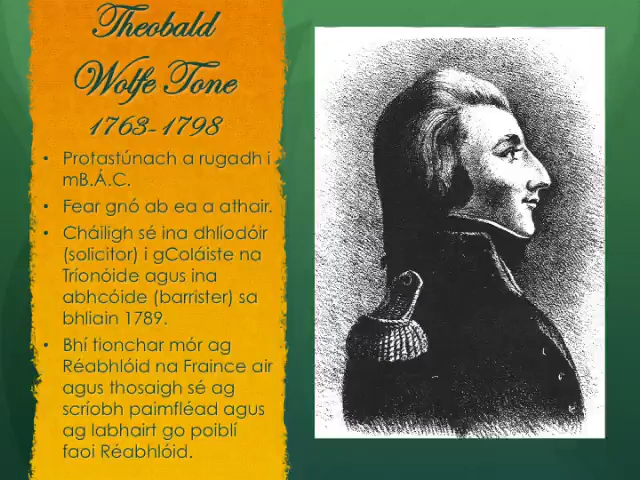 Theobald
Wolfe Tone
1763-1798
• Protastúnach a rugadh i
mB.Á.C.
• Fear gnó ab ea a athair.
• Cháiligh sé ina dhlíodóir
(solicitor) i gColáiste na
Tríonóide agus ina
abhcóide (barrister) sa
bhliain 1789.
• Bhí tionchar mór ag
Réabhlóid na Fraince air
agus thosaigh sé ag
scríobh paimfléad agus
ag labhairt go poiblí
faoi Réabhlóid.